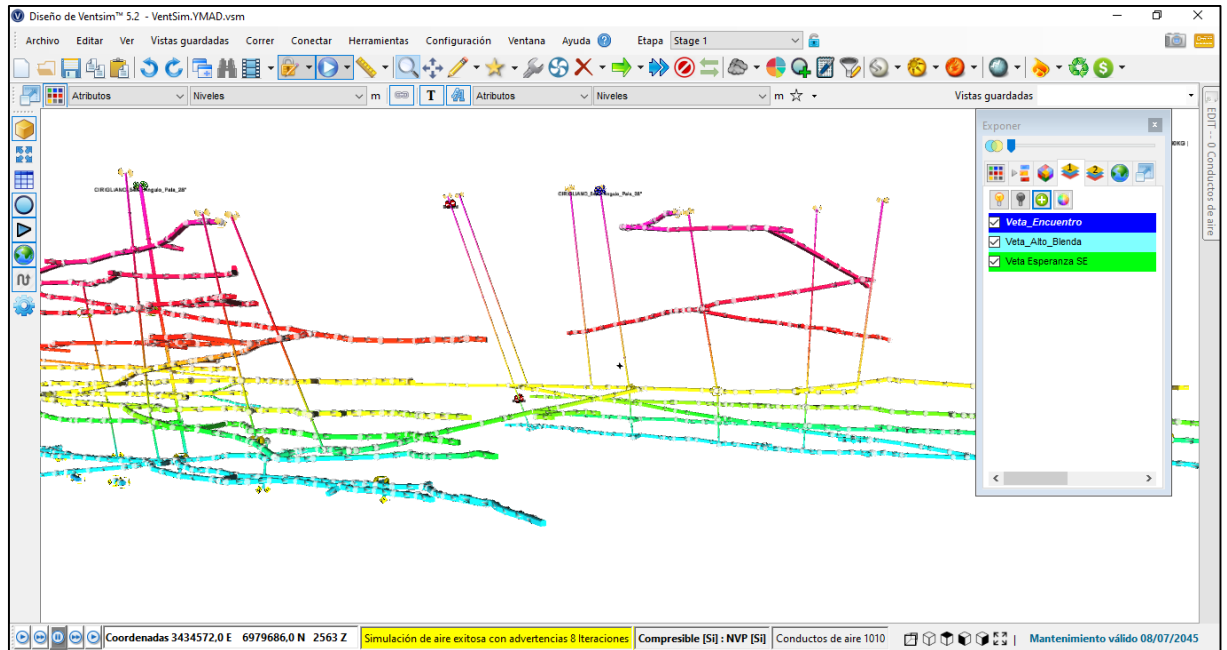 Diseño de Ventsim™ 5.2 - VentSim.YMAD.vsm
Archivo Editar Ver Vistas guardadas Correr Conectar Herramientas Configuración Ventana Ayuda Etapa Stage 1
Atributos Niveles m T Atributos Niveles m Vistas guardadas
Exponer
EDIT -- 0 Conductos de aire
Veta_Encuentro
Veta_Alto_Blenda
Veta Esperanza SE
Coordenadas 3434572,0 E 6979686,0 N 2563 Z Simulación de aire exitosa con advertencias 8 Iteraciones Compresible [Si] : NVP [Si] Conductos de aire 1010 Mantenimiento válido 08/07/2045